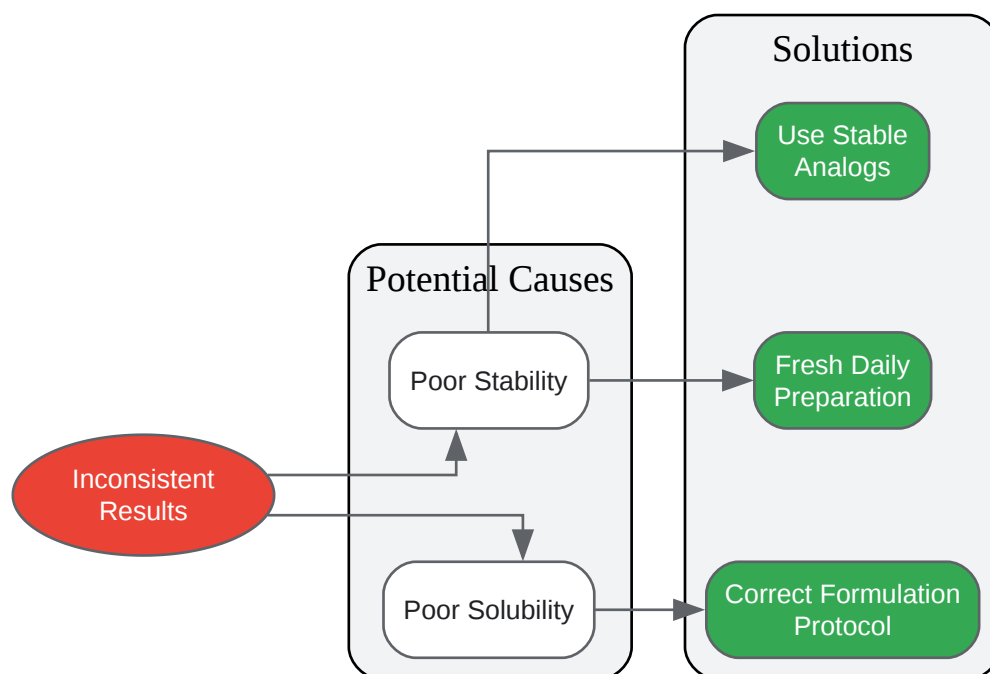 Solutions
Use Stable
Analogs
Potential Causes
Poor Stability
Fresh Daily
Preparation
Inconsistent
Results
Poor Solubility
Correct Formulation
Protocol